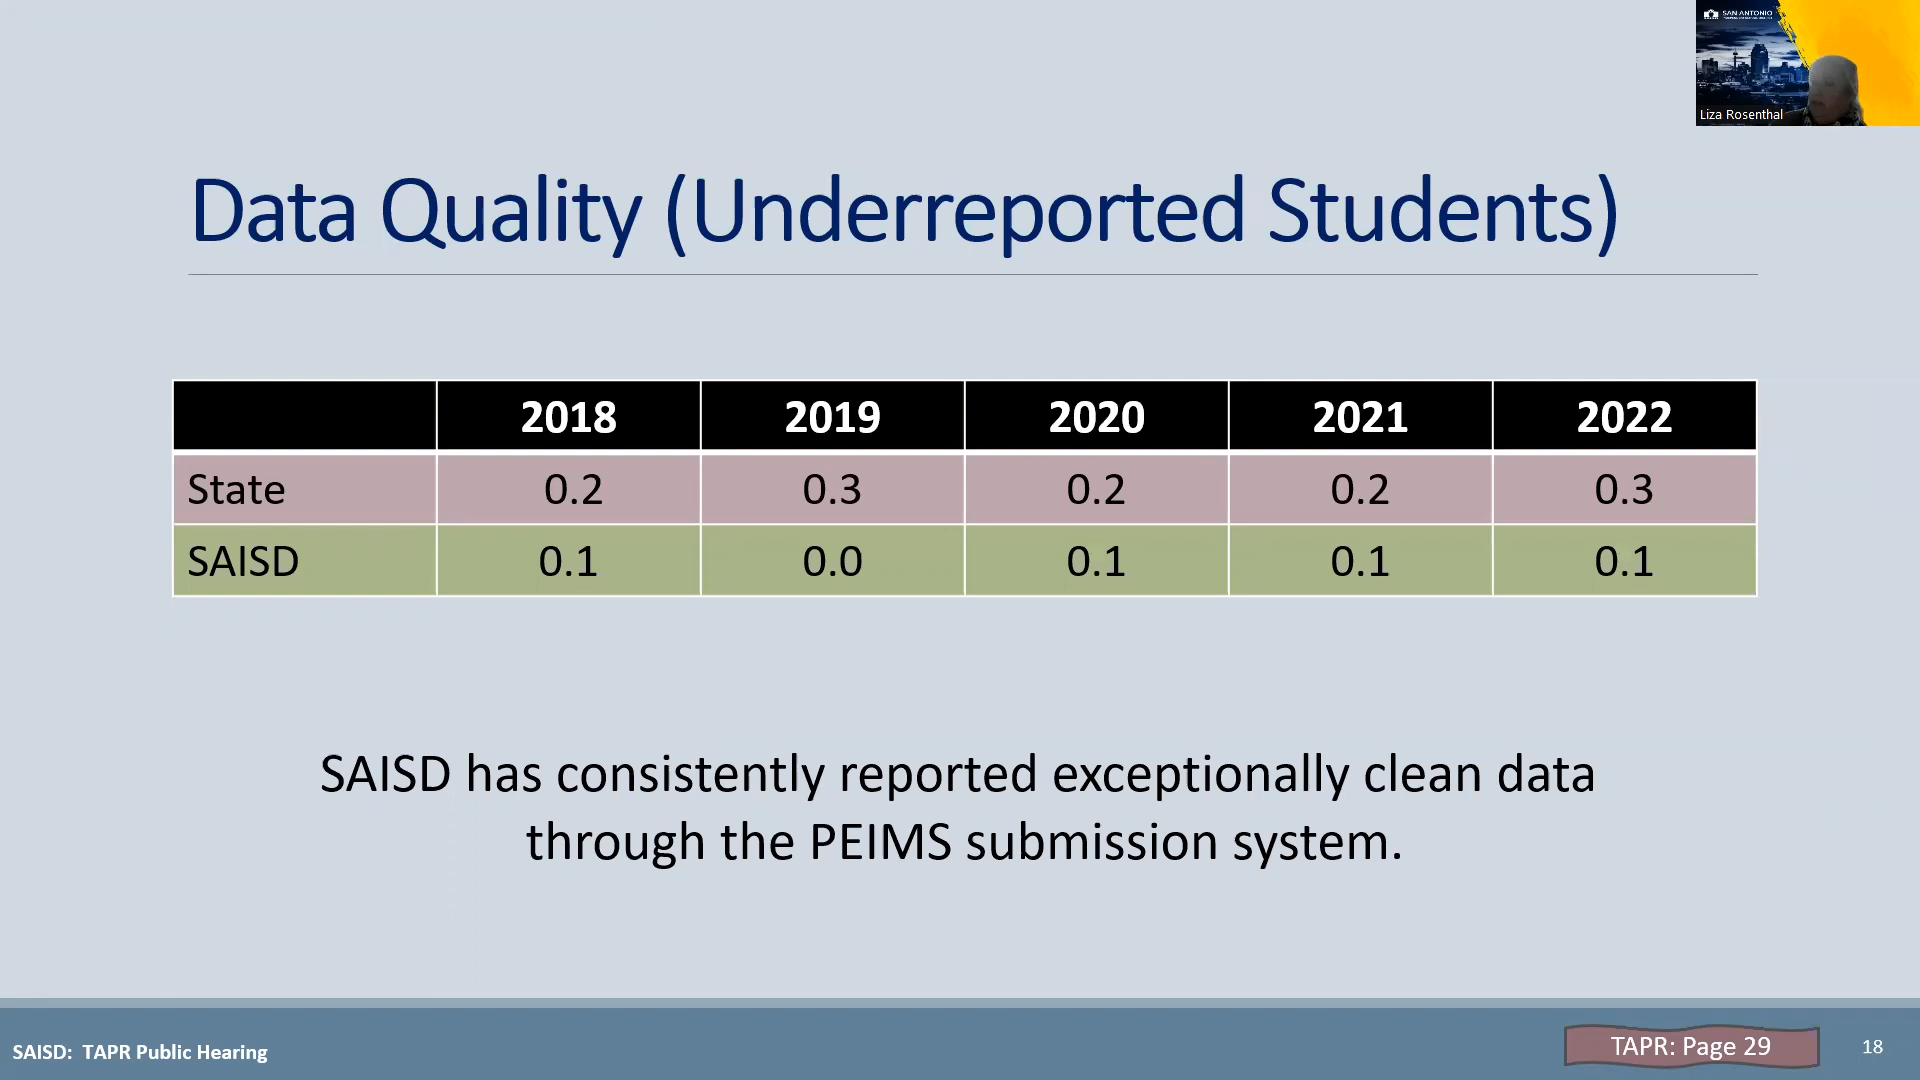 SAN ANTONIO
Liza Rosenthal
Data Quality (Underreported Students)
2018 2019 2020 2021 2022
State 0.2 0.3 0.2 0.2 0.3
SAISD 0.1 0.0 0.1 0.1 0.1
SAISD has consistently reported exceptionally clean data
through the PEIMS submission system.
SAISD: TAPR Public Hearing
TAPR: Page 29
18